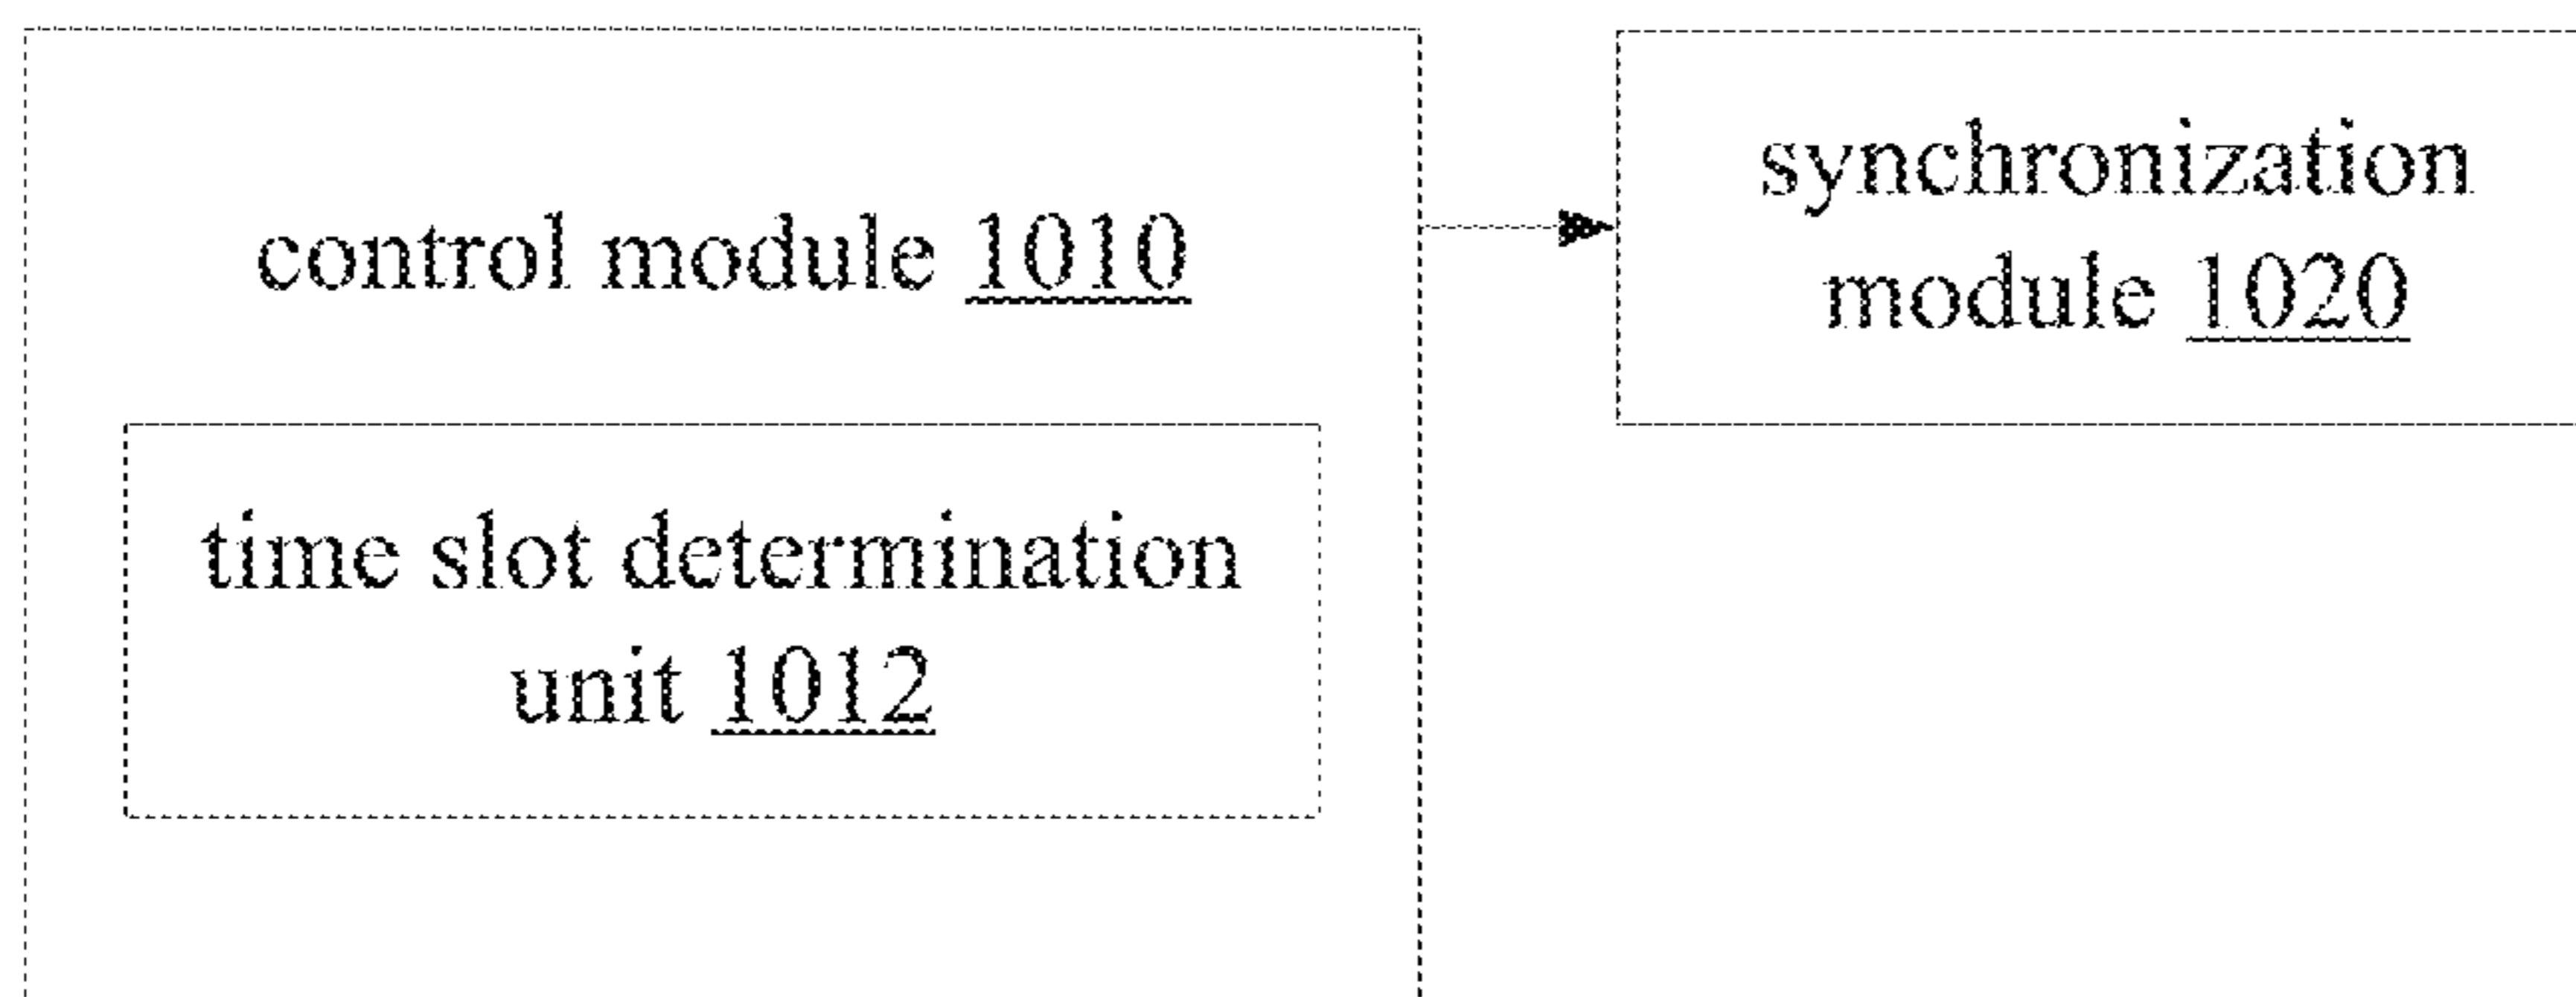 control module 1010
time slot determination
unit 1012
synchronization
module 1020